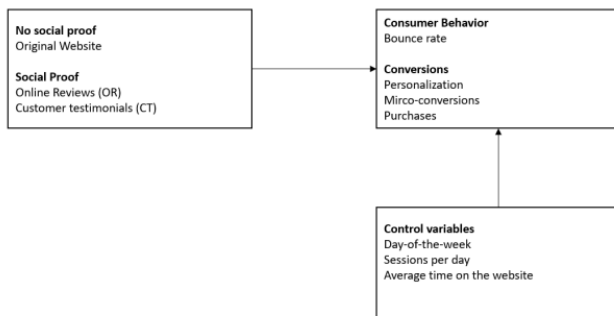 No social proof
Original Website
Social Proof
Online Reviews (OR)
Customer testimonials (CT)
Consumer Behavior
Bounce rate
Conversions
Personalization
Mirco-conversions
Purchases
Control variables
Day-of-the-week
Sessions per day
Average time on the website